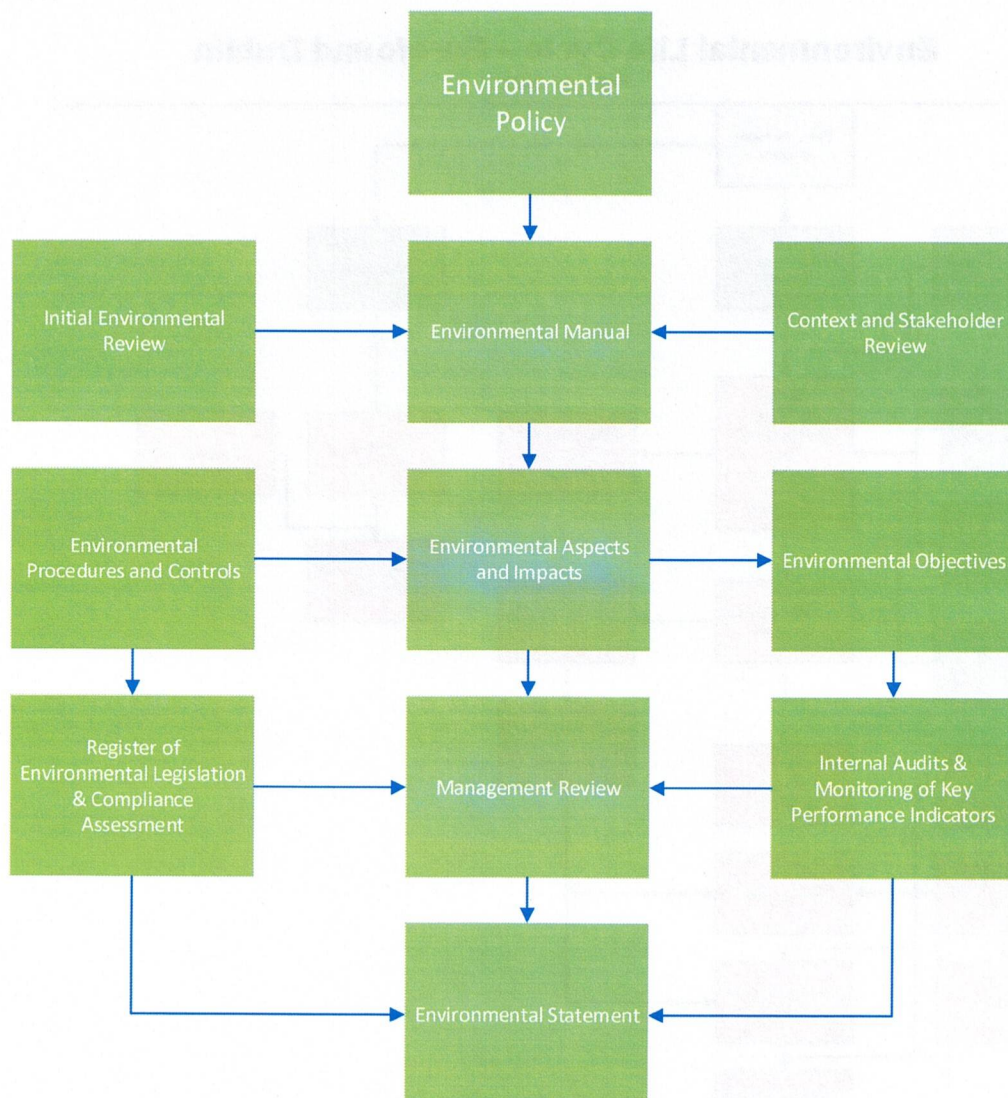 Environmental
Policy
Initial Environmental
Review
Environmental Manual
Context and Stakeholder
Review
Environmental
Procedures and Controls
Environmental Aspects
and Impacts
Environmental Objectives
Register of
Environmental Legislation
& Compliance
Assessment
Management Review
Internal Audits &
Monitoring of Key
Performance Indicators
Environmental Statement